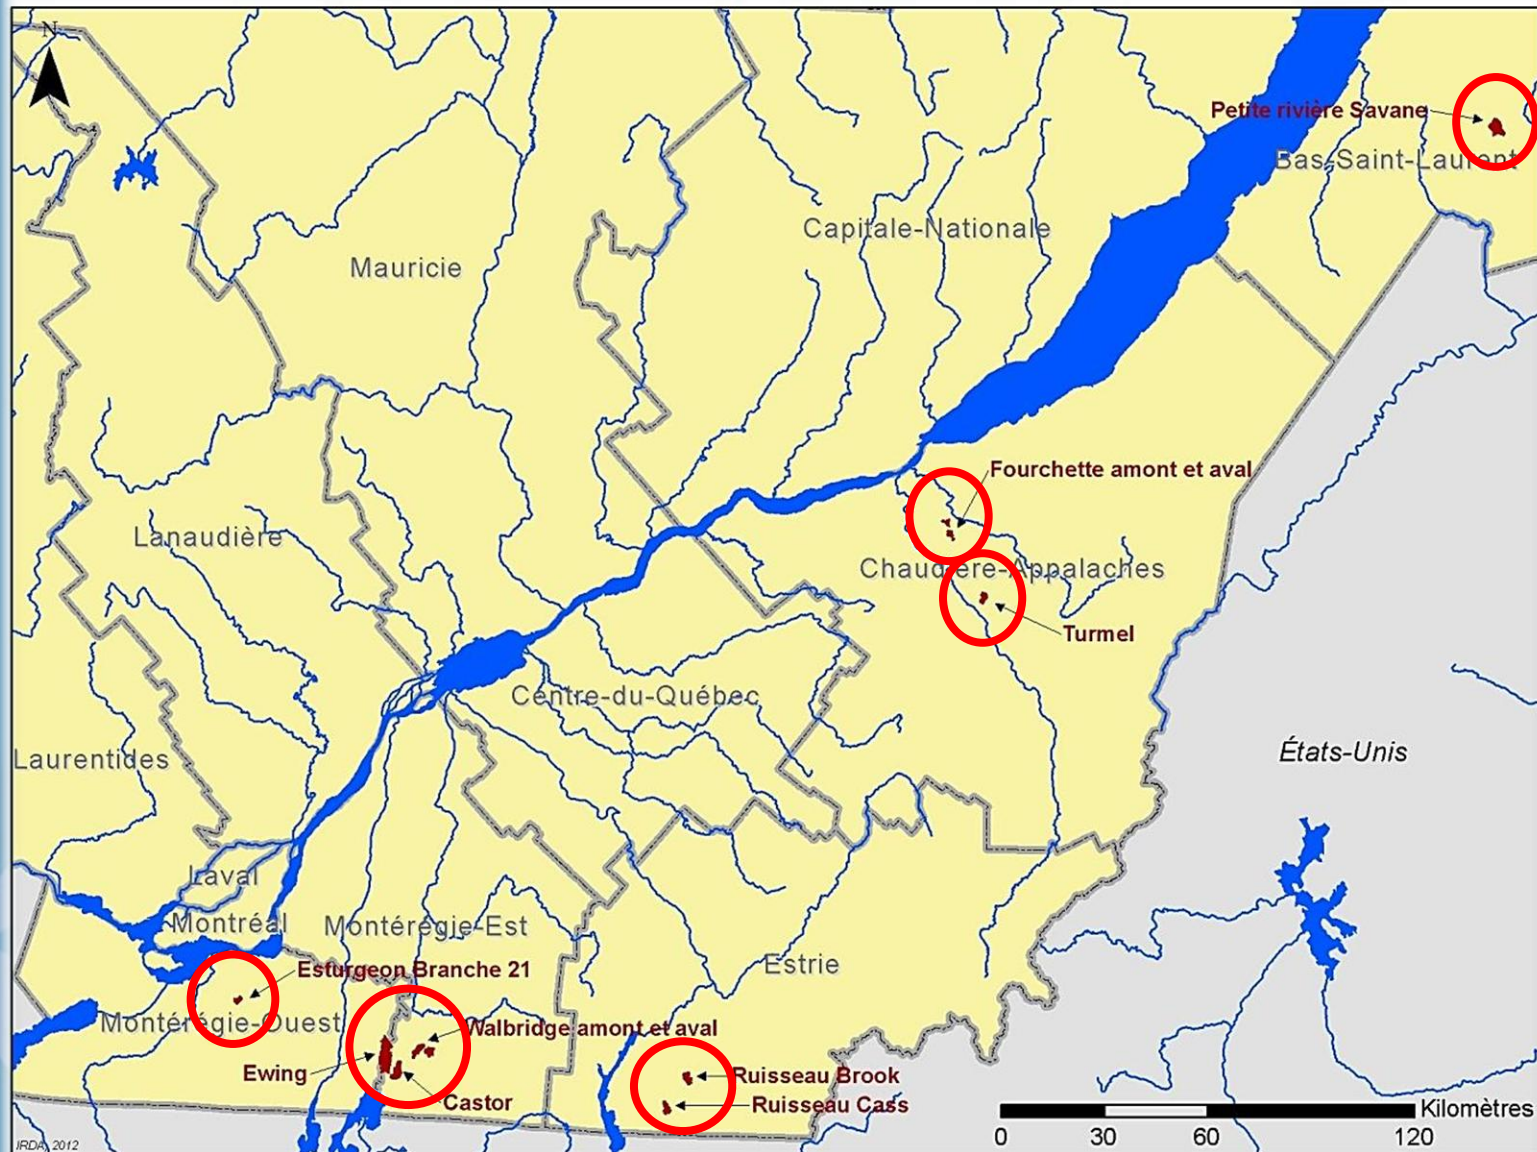 N
Petite rivière Savane
Bas-Saint-Laurent
Capitale-Nationale
Mauricie
Fourchette amont et aval
Lanaudière
Chaudière-Appalaches
Turmel
Centre-du-Québec
Laurentides
États-Unis
Laval
Montréal
Montérégie-Est
Estrie
Esturgeon Branche 21
Montérégie-Ouest
Walbridge amont et aval
Ewing
Ruisseau Brook
Castor
Ruisseau Cass
Kilomètres
0 30 60 120
IRDA, 2012